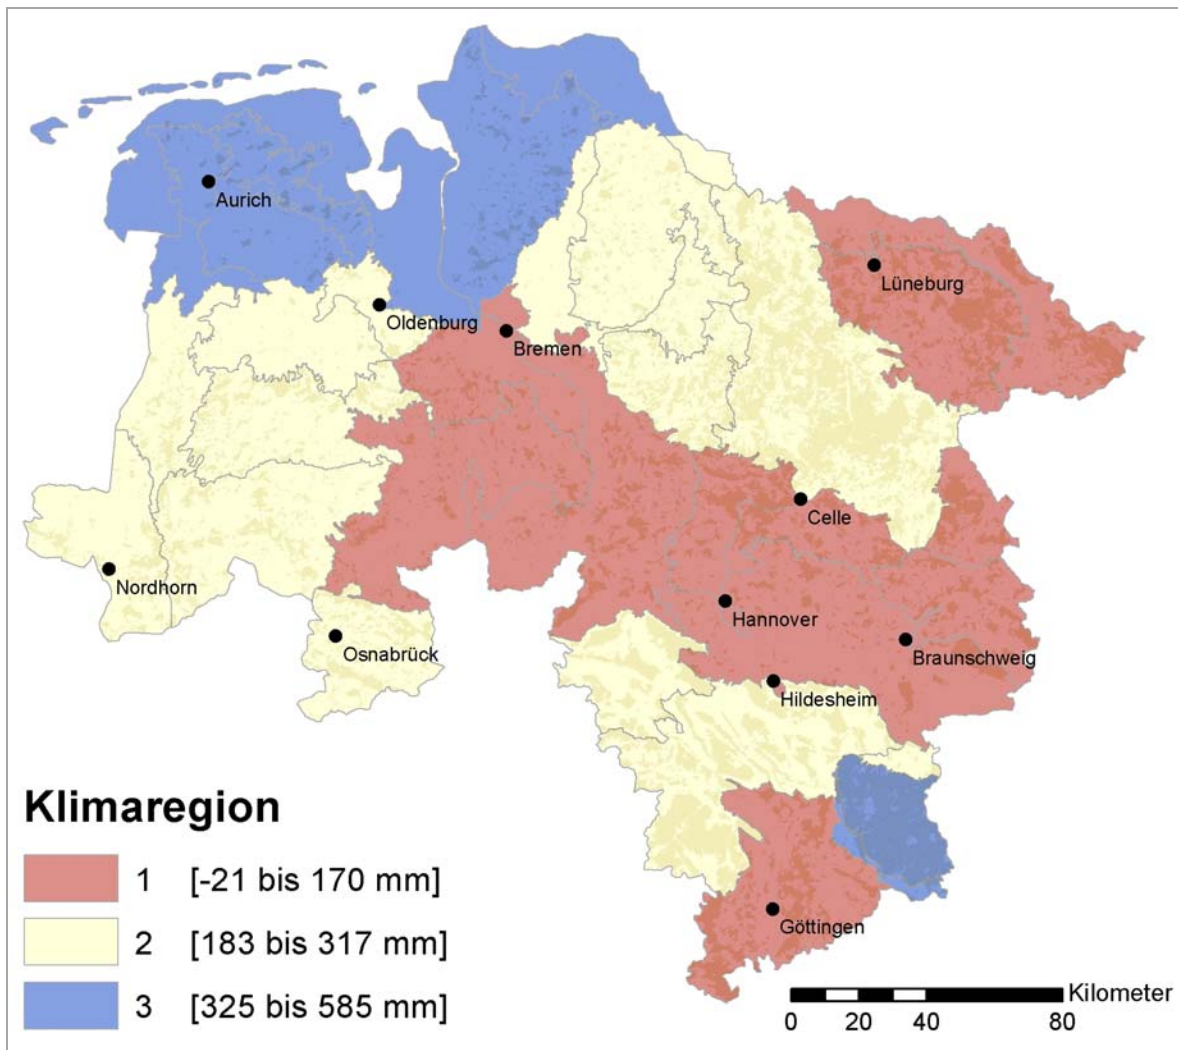 Aurich
Lüneburg
Oldenburg
Bremen
Celle
Nordhorn
Hannover
Osnabrück
Braunschweig
Hildesheim
Göttingen
Klimaregion
1 [-21 bis 170 mm]
2 [183 bis 317 mm]
3 [325 bis 585 mm]
Kilometer
0 20 40 80